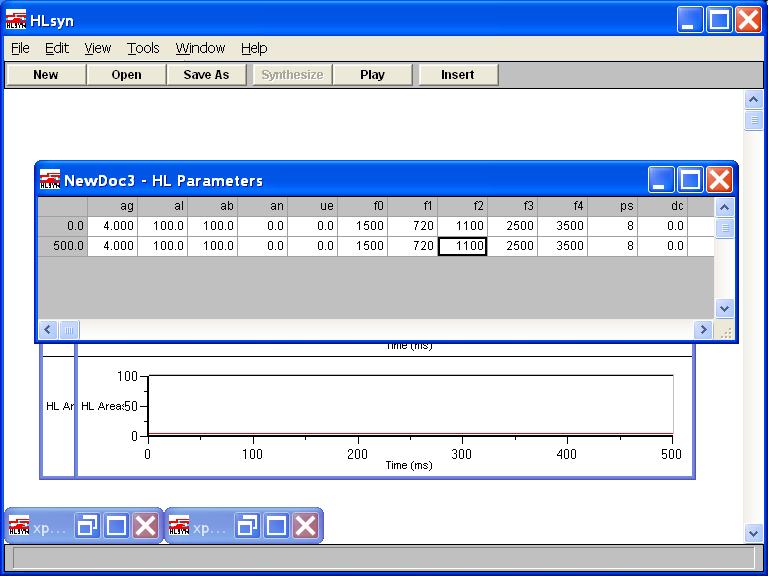 HLsyn
File Edit View Tools Window Help
New Open Save As Synthesize Play Insert
NewDoc3 - HL Parameters
ag al ab an ue f0 f1 f2 f3 f4 ps dc
0.0 4.000 100.0 100.0 0.0 0.0 1500 720 1100 2500 3500 8 0.0
500.0 4.000 100.0 100.0 0.0 0.0 1500 720 1100 2500 3500 8 0.0
Time (ms)
100
HL Ar HL Areas 50
0
0 100 200 300 400 500
Time (ms)
xp... xp...